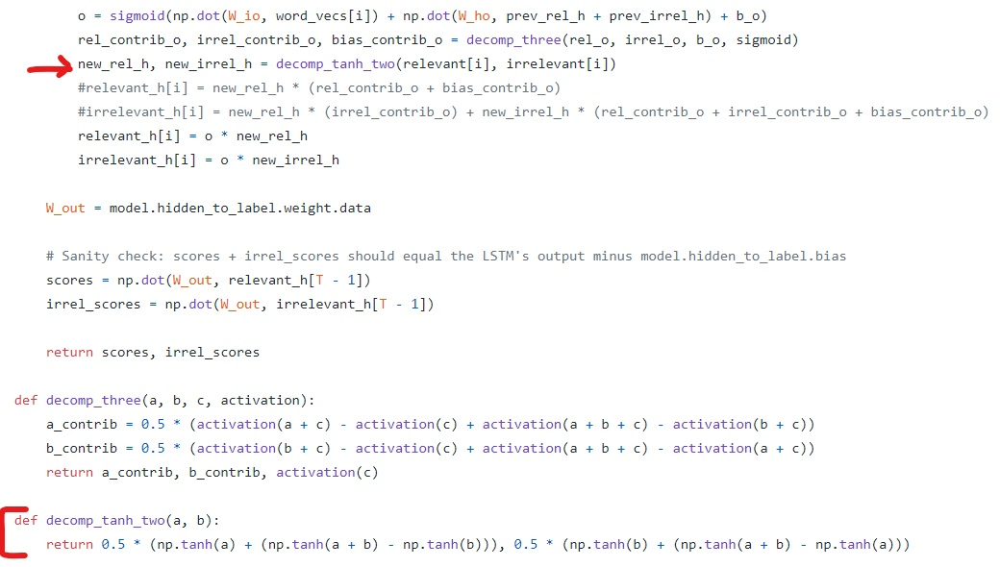 o = sigmoid(np.dot(W_io, word_vecs[i]) + np.dot(W_ho, prev_rel_h + prev_irrel_h) + b_o)
rel_contrib_o, irrel_contrib_o, bias_contrib_o = decomp_three(rel_o, irrel_o, b_o, sigmoid)
new_rel_h, new_irrel_h = decomp_tanh_two(relevant[i], irrelevant[i])
#relevant_h[i] = new_rel_h * (rel_contrib_o + bias_contrib_o)
#irrelevant_h[i] = new_rel_h * (irrel_contrib_o) + new_irrel_h * (rel_contrib_o + irrel_contrib_o + bias_contrib_o)
relevant_h[i] = o * new_rel_h
irrelevant_h[i] = o * new_irrel_h
W_out = model.hidden_to_label.weight.data
# Sanity check: scores + irrel_scores should equal the LSTM's output minus model.hidden_to_label.bias
scores = np.dot(W_out, relevant_h[T - 1])
irrel_scores = np.dot(W_out, irrelevant_h[T - 1])
return scores, irrel_scores
def decomp_three(a, b, c, activation):
a_contrib = 0.5 * (activation(a + c) - activation(c) + activation(a + b + c) - activation(b + c))
b_contrib = 0.5 * (activation(b + c) - activation(c) + activation(a + b + c) - activation(a + c))
return a_contrib, b_contrib, activation(c)
def decomp_tanh_two(a, b):
return 0.5 * (np.tanh(a) + (np.tanh(a + b) - np.tanh(b))), 0.5 * (np.tanh(b) + (np.tanh(a + b) - np.tanh(a)))